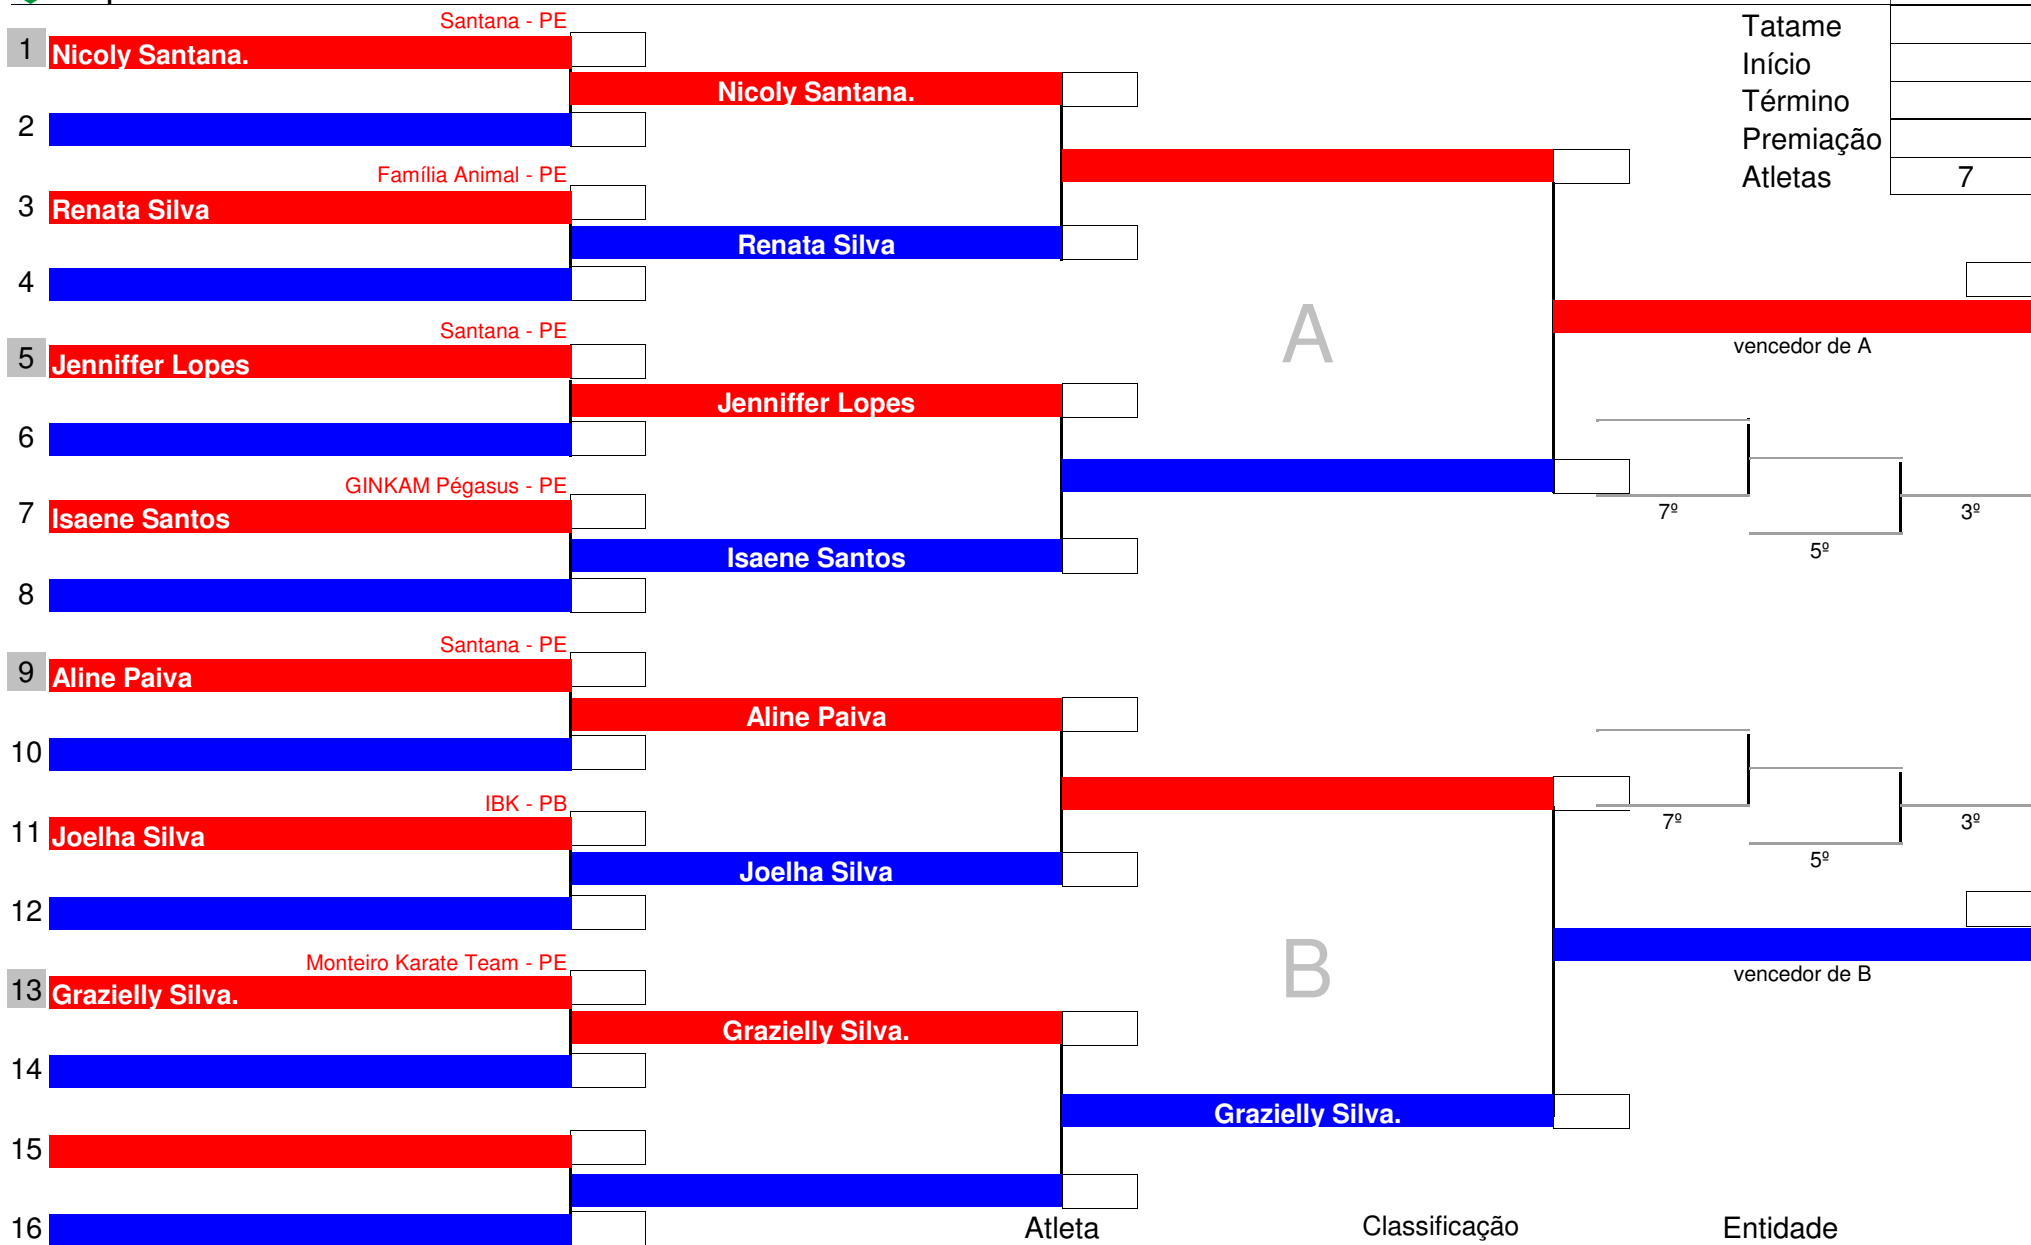 Santana - PE
1 Nicoly Santana.
Nicoly Santana.
2
Família Animal - PE
3 Renata Silva
Renata Silva
4
Santana - PE
5 Jenniffer Lopes
Jenniffer Lopes
6
GINKAM Pégasus - PE
7 Isaene Santos
Isaene Santos
8
Santana - PE
9 Aline Paiva
Aline Paiva
10
IBK - PB
11 Joelha Silva
Joelha Silva
12
Monteiro Karate Team - PE
13 Grazielly Silva.
Grazielly Silva.
14
Grazielly Silva.
15
16
A
B
Tatame
Início
Término
Premiação
Atletas 7
vencedor de A
7º
3º
5º
7º
3º
5º
vencedor de B
Atleta Classificação Entidade